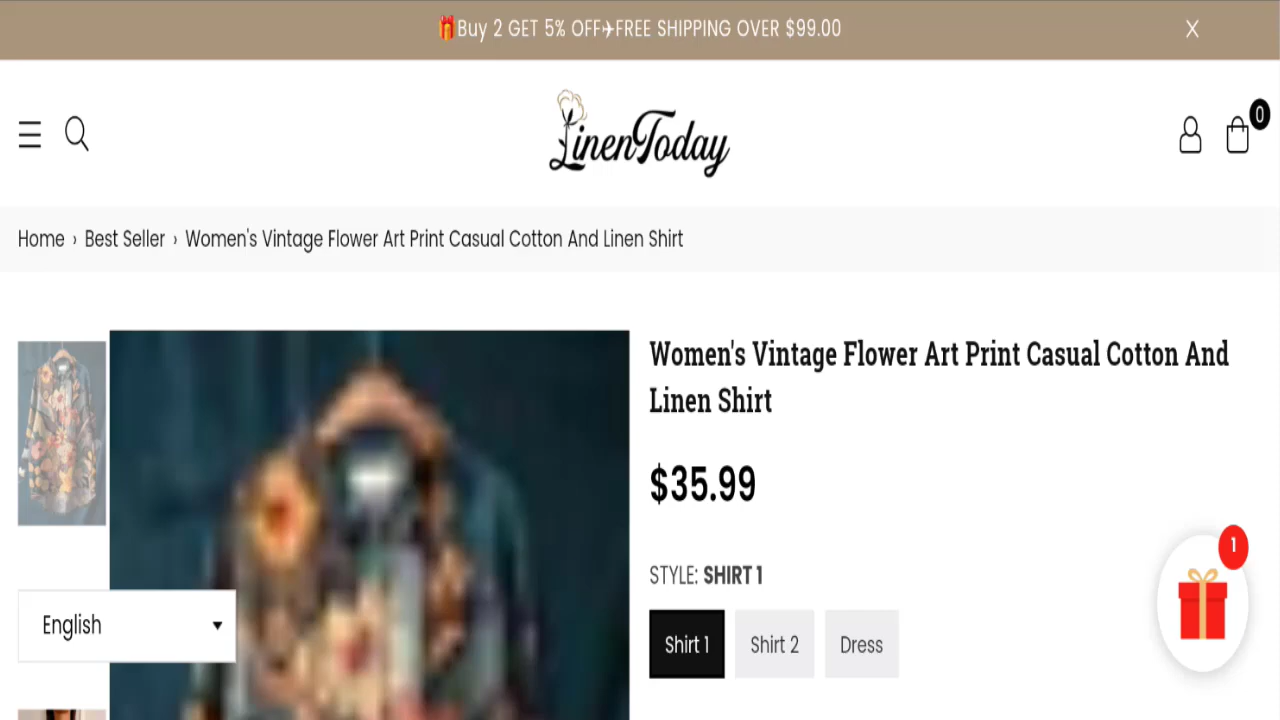 🎁Buy 2 GET 5% OFF✈FREE SHIPPING OVER $99.00
X
LinenToday
0
Home › Best Seller › Women's Vintage Flower Art Print Casual Cotton And Linen Shirt
Women's Vintage Flower Art Print Casual Cotton And
Linen Shirt
$35.99
STYLE: SHIRT 1
Shirt 1 Shirt 2 Dress
English
1